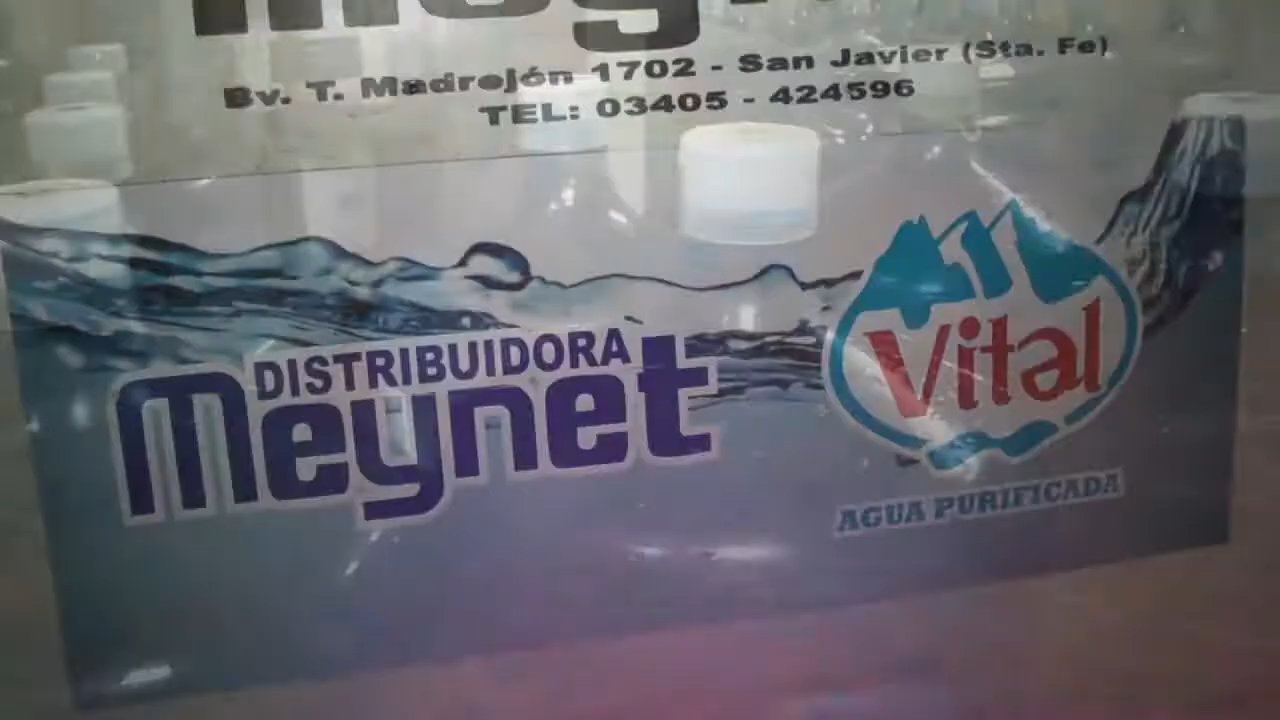 Bv. T. Madrejón 1702 - San Javier (Sta. Fe)
TEL: 03405 - 424596
DISTRIBUIDORA
Meynet
Vital
AGUA PURIFICADA